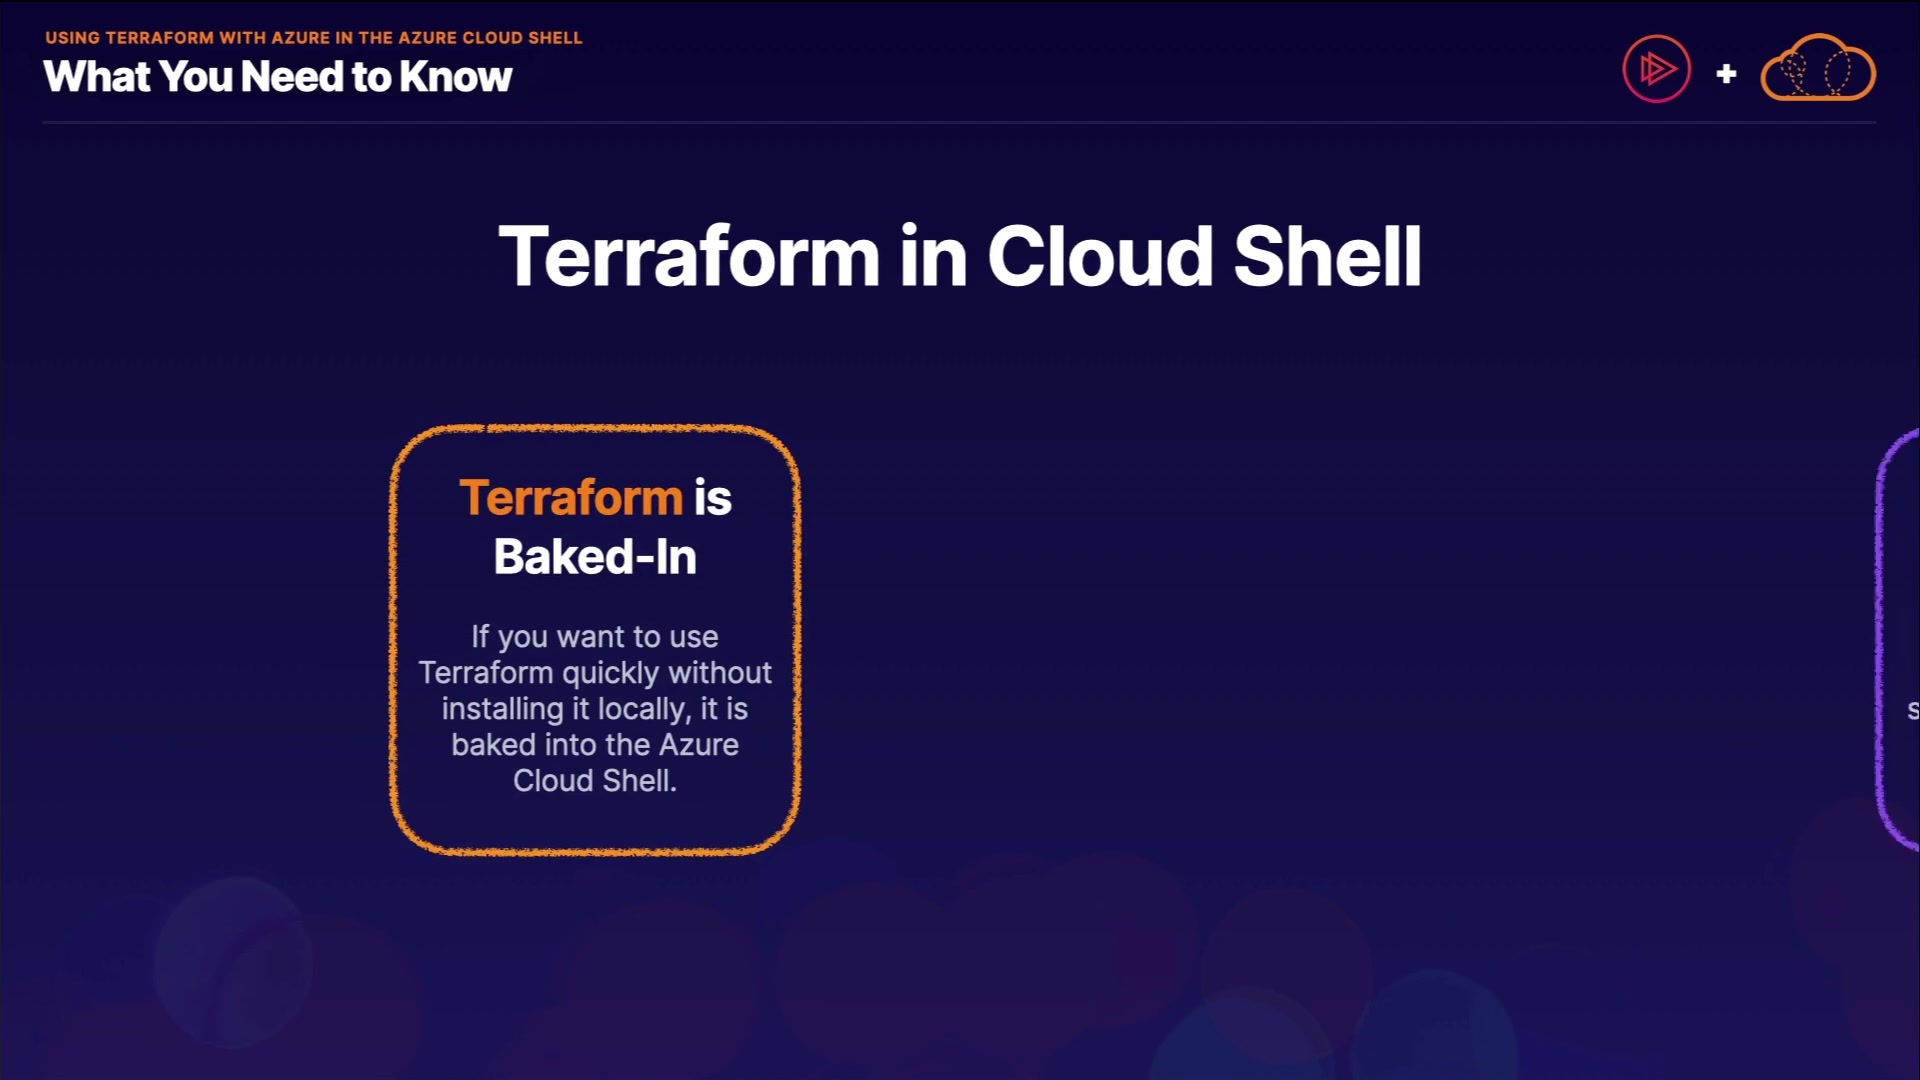 USING TERRAFORM WITH AZURE IN THE AZURE CLOUD SHELL
What You Need to Know
Terraform in Cloud Shell
Terraform is
Baked-In
If you want to use
Terraform quickly without
installing it locally, it is
baked into the Azure
Cloud Shell.